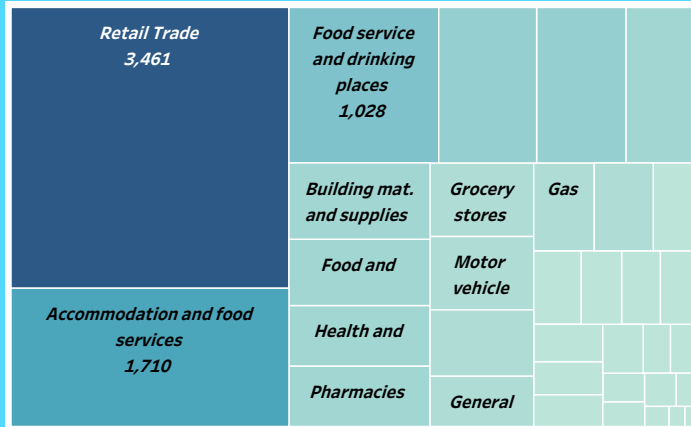 Retail Trade
3,461
Accommodation and food
services
1,710
Food service
and drinking
places
1,028
Building mat.
and supplies
Food and
Health and
Pharmacies
Grocery
stores
Motor
vehicle
General
Gas